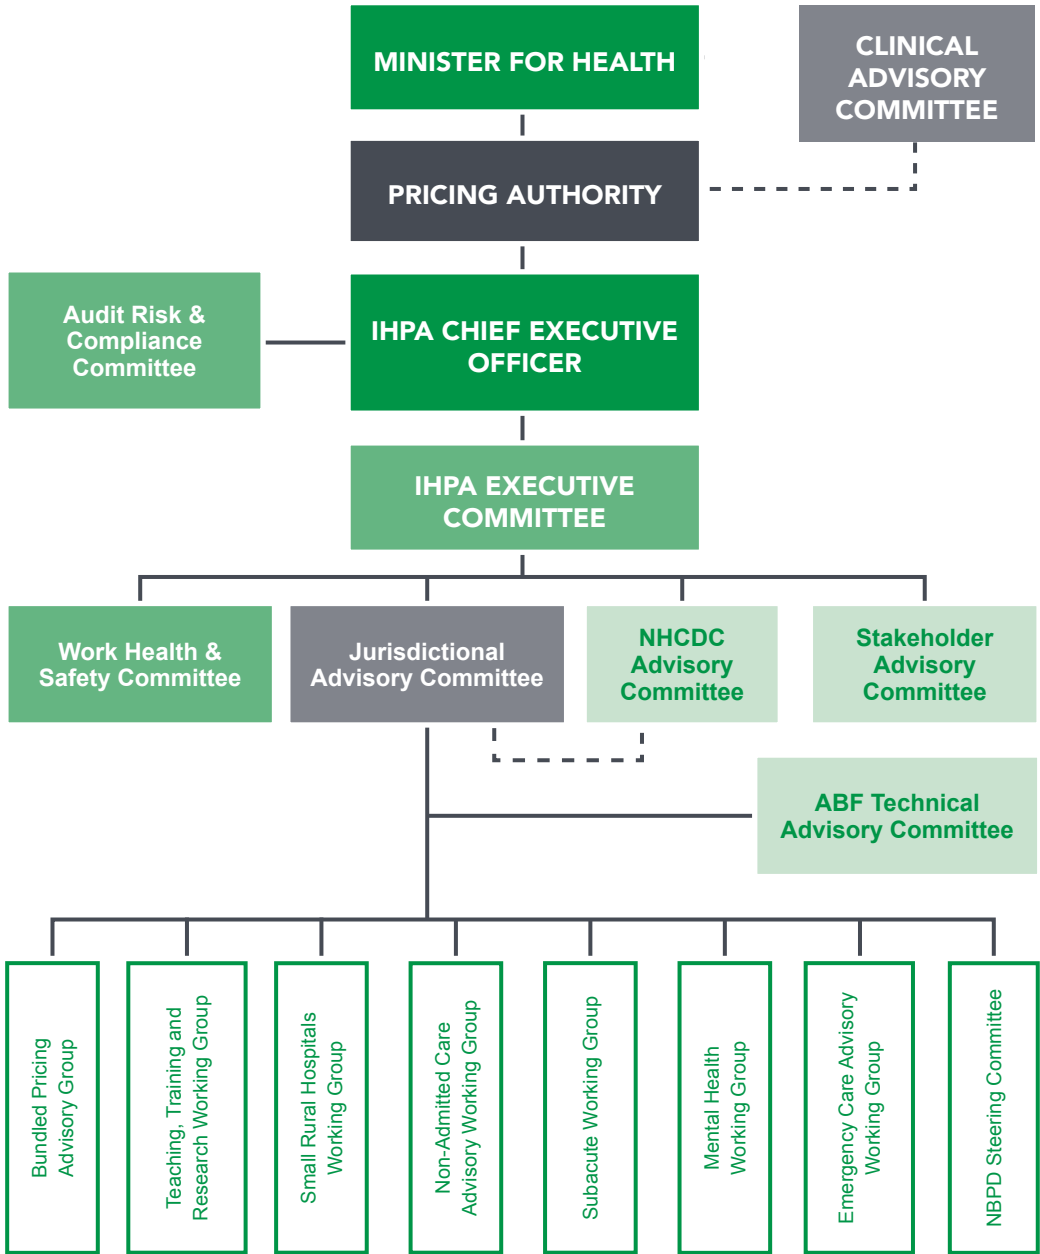 MINISTER FOR HEALTH
CLINICAL
ADVISORY
COMMITTEE
PRICING AUTHORITY
Audit Risk &
Compliance
Committee
IHPA CHIEF EXECUTIVE
OFFICER
IHPA EXECUTIVE
COMMITTEE
Work Health &
Safety Committee
Jurisdictional
Advisory Committee
NHCDC
Advisory
Committee
Stakeholder
Advisory
Committee
ABF Technical
Advisory Committee
Bundled Pricing
Advisory Group
Teaching, Training and
Research Working Group
Small Rural Hospitals
Working Group
Non-Admitted Care
Advisory Working Group
Subacute Working Group
Mental Health
Working Group
Emergency Care Advisory
Working Group
NBPD Steering Committee